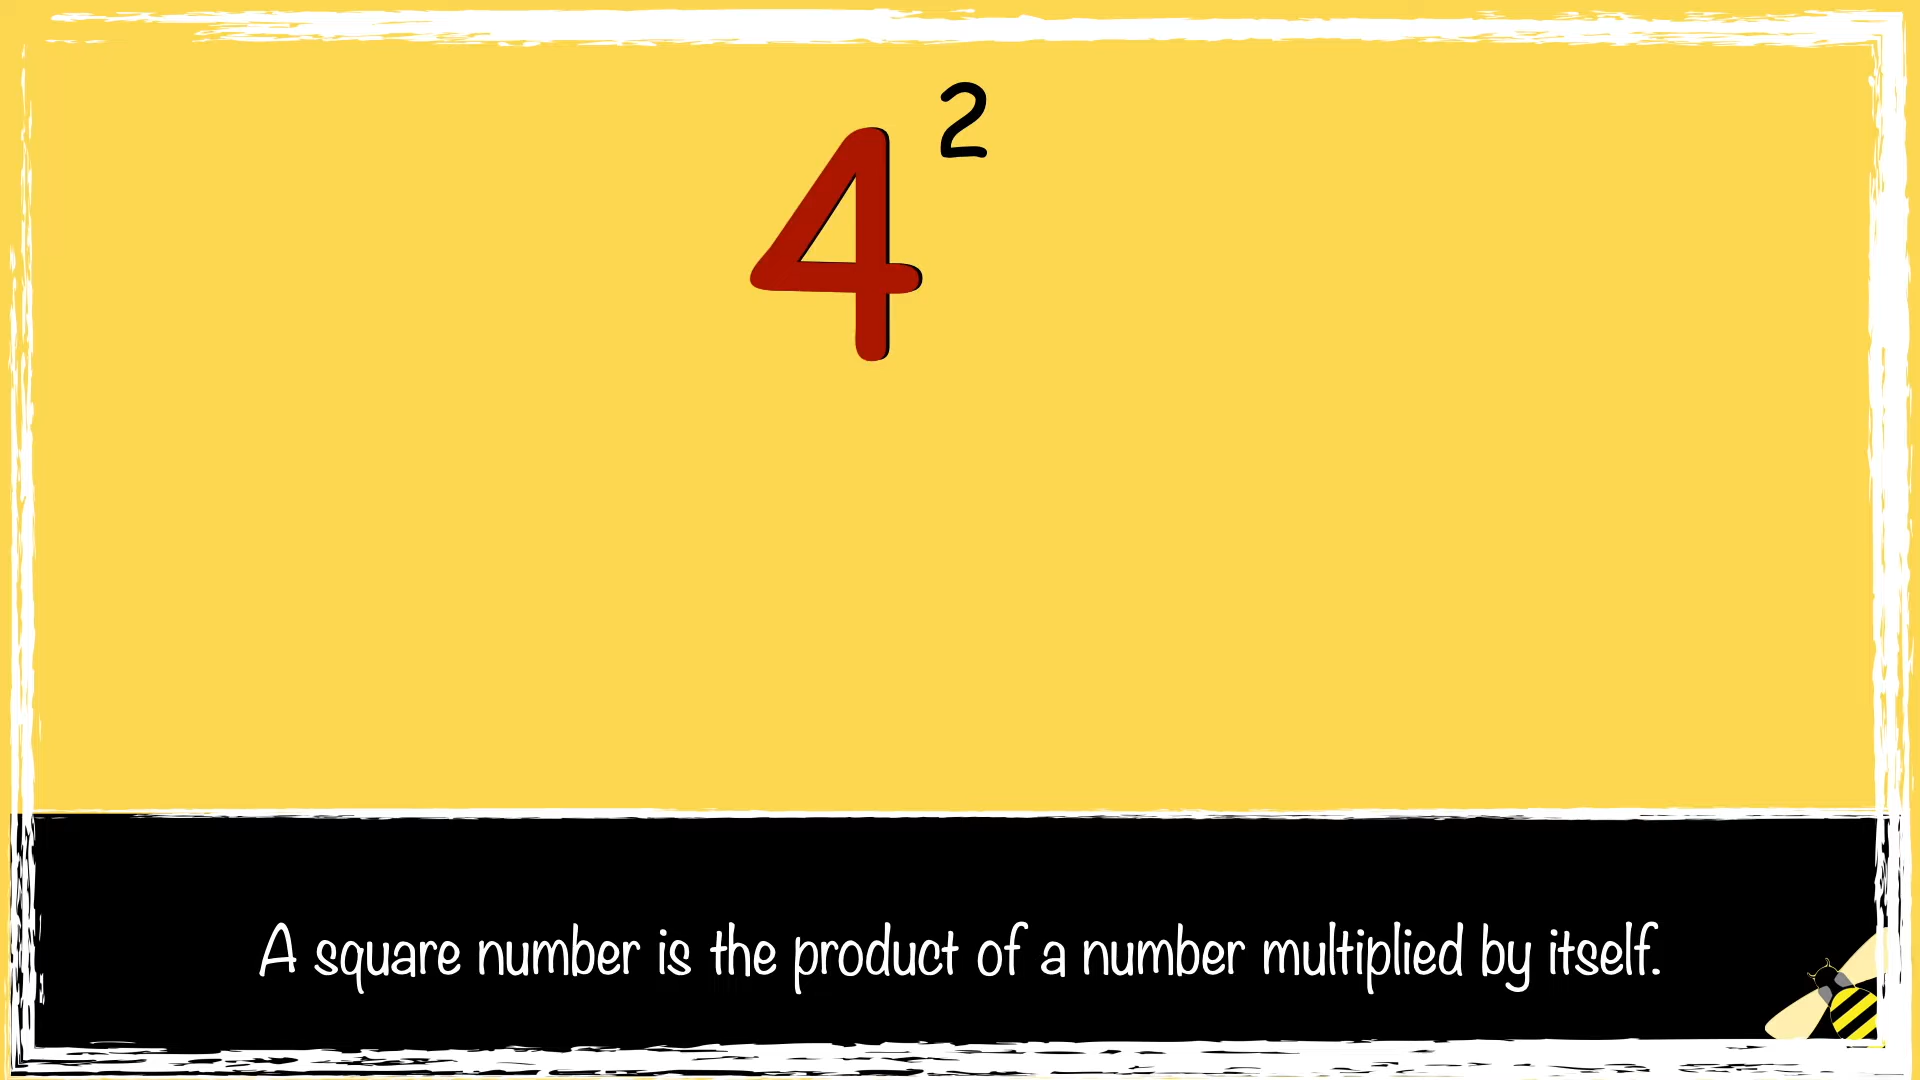 4²
A square number is the product of a number multiplied by itself.